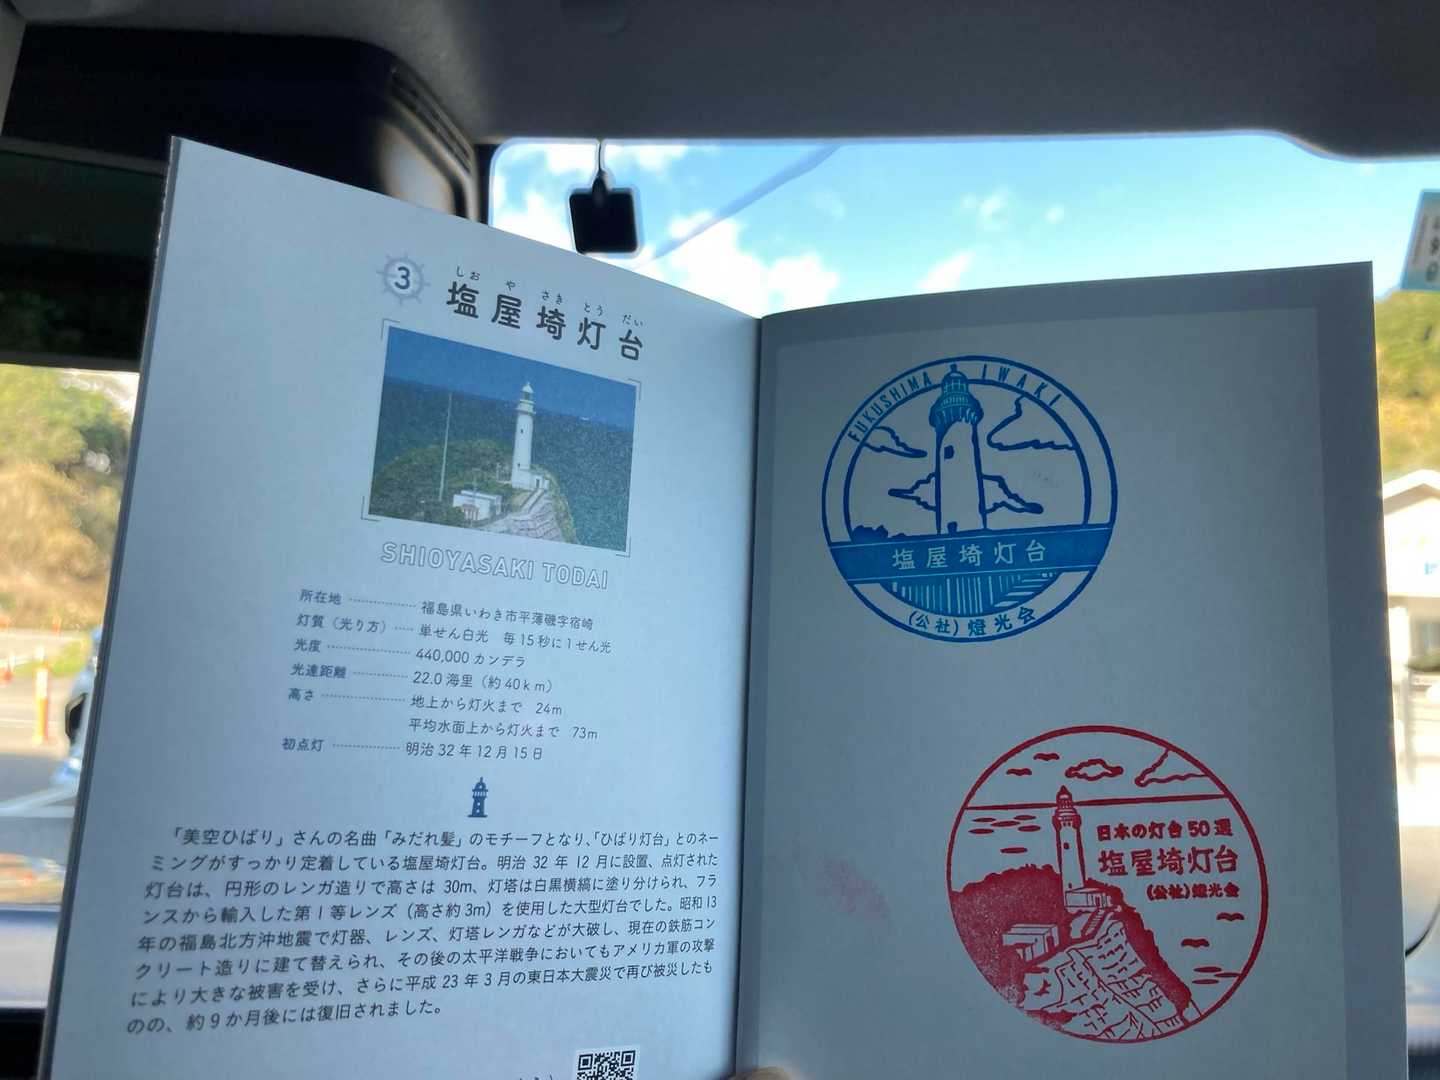 3
しおやさきとうだい
塩屋埼灯台
SHIOYASAKI TODAI
所在地 福島県いわき市平薄磯字宿崎
灯質（光り方） 単せん白光　毎15秒に1せん光
光度 440,000カンデラ
光達距離 22.0海里（約40km）
高さ 地上から灯火まで　24m
平均水面上から灯火まで　73m
初点灯 明治32年12月15日
「美空ひばり」さんの名曲「みだれ髪」のモチーフとなり、「ひばり灯台」とのネー
ミングがすっかり定着している塩屋埼灯台。明治32年12月に設置、点灯された
灯台は、円形のレンガ造りで高さは30m、灯塔は白黒横縞に塗り分けられ、フラ
ンスから輸入した第1等レンズ（高さ約3m）を使用した大型灯台でした。昭和13
年の福島北方沖地震で灯器、レンズ、灯塔レンガなどが大破し、現在の鉄筋コン
クリート造りに建て替えられ、その後の太平洋戦争においてもアメリカ軍の攻撃
により大きな被害を受け、さらに平成23年3月の東日本大震災で再び被災したも
のの、約9か月後には復旧されました。
FUKUSHIMA IWAKI
塩屋埼灯台
（公社）燈光会
日本の灯台50選
塩屋埼灯台
（公社）燈光会